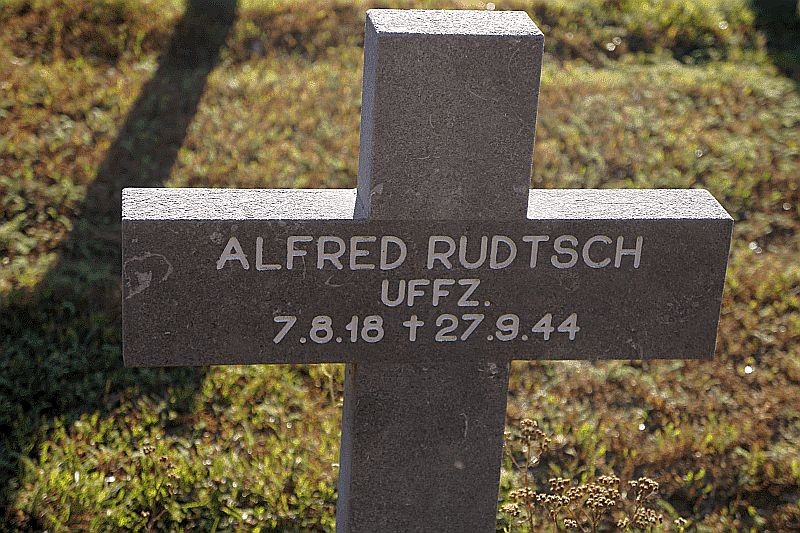 ALFRED RUDTSCH
UFFZ.
7.8.18 ✝ 27.9.44